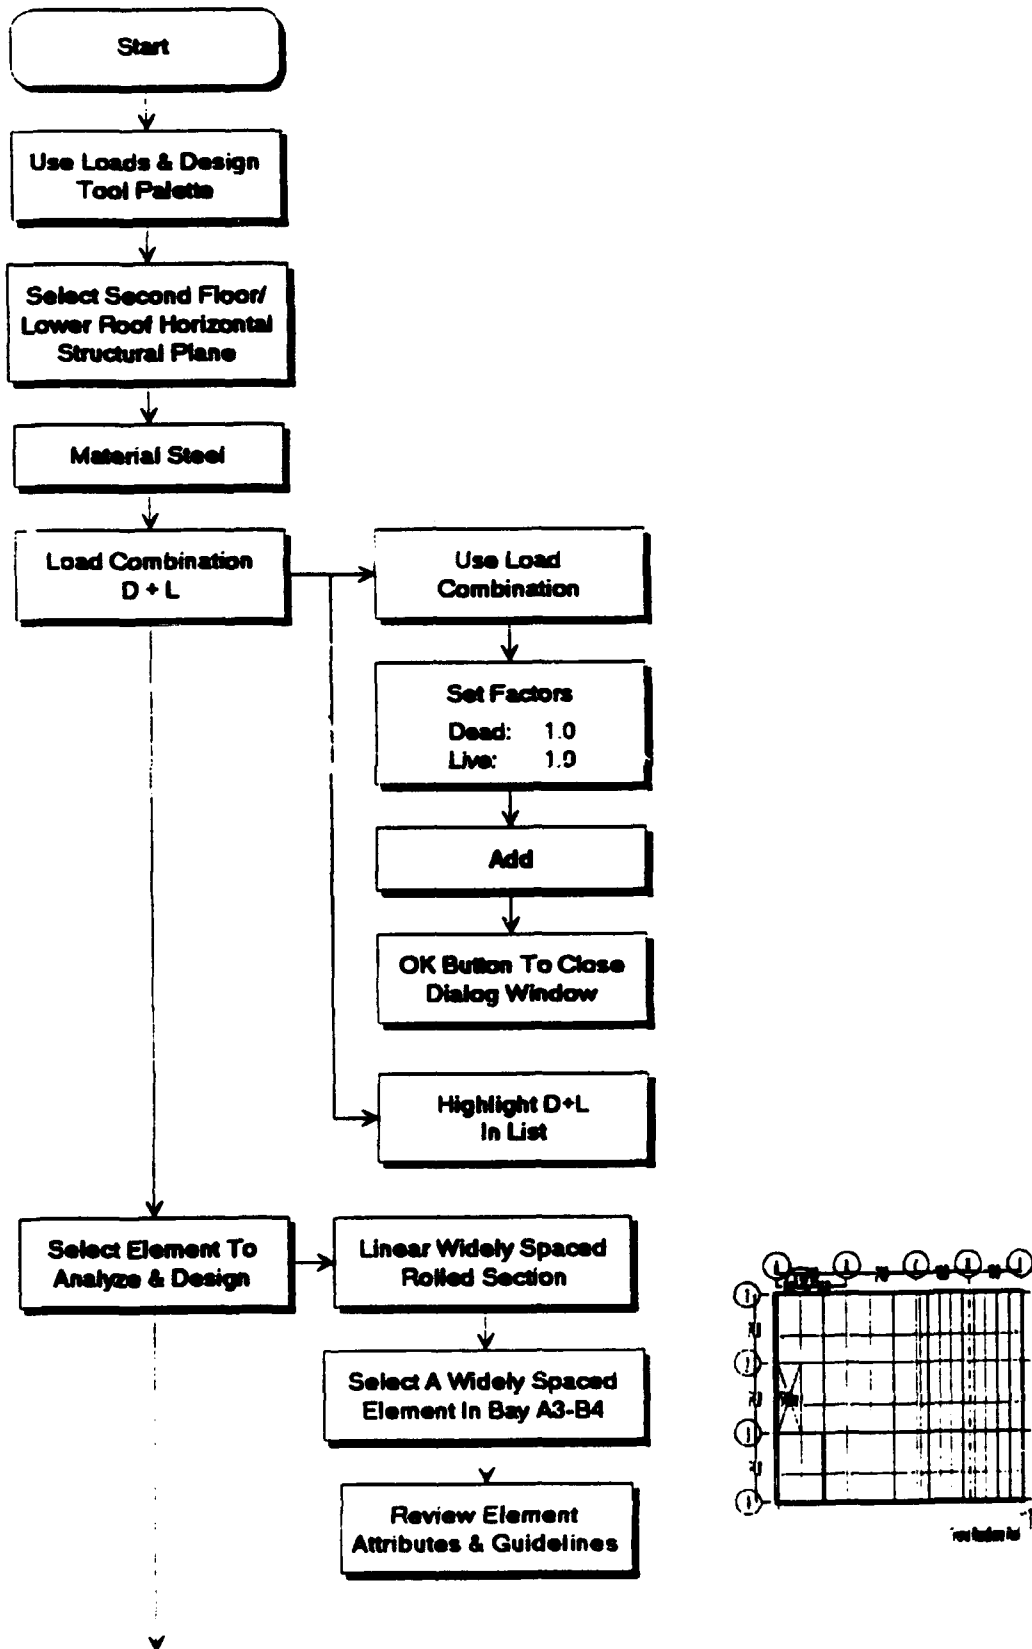 Start
Use Loads & Design
Tool Palette
Select Second Floor/
Lower Roof Horizontal
Structural Plane
Material Steel
Load Combination
D + L
Use Load
Combination
Set Factors
Dead: 1.0
Live: 1.0
Add
OK Button To Close
Dialog Window
Highlight D+L
In List
Select Element To
Analyze & Design
Linear Widely Spaced
Rolled Section
Select A Widely Spaced
Element In Bay A3-B4
Review Element
Attributes & Guidelines